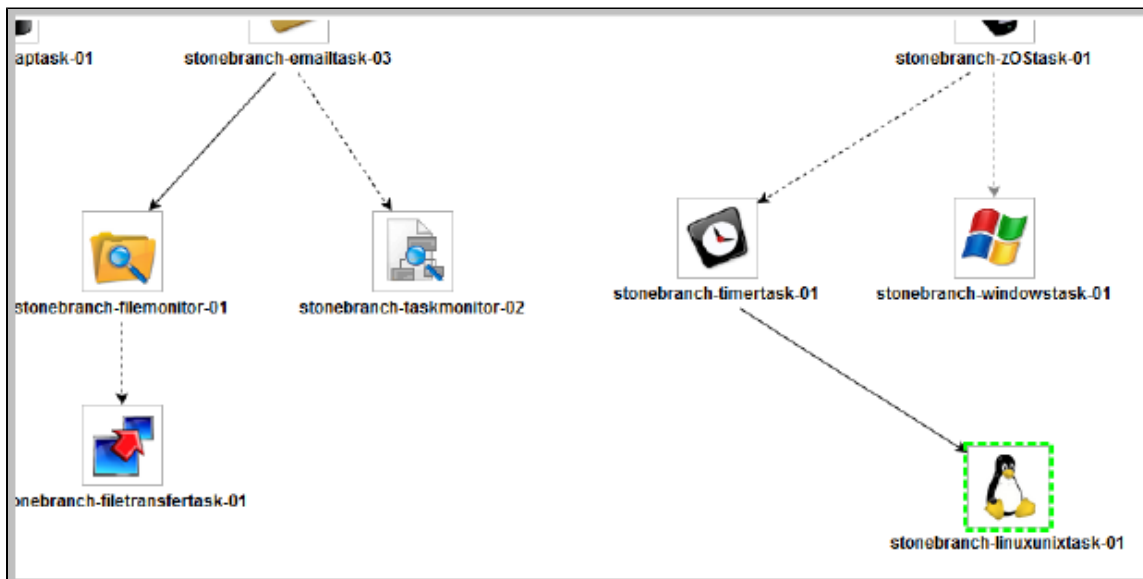 aptask-01
stonebranch-emailtask-03
stonebranch-zOStask-01
stonebranch-filemonitor-01
stonebranch-taskmonitor-02
stonebranch-timertask-01
stonebranch-windowstask-01
tonebranch-filetransfertask-01
stonebranch-linuxunixtask-01